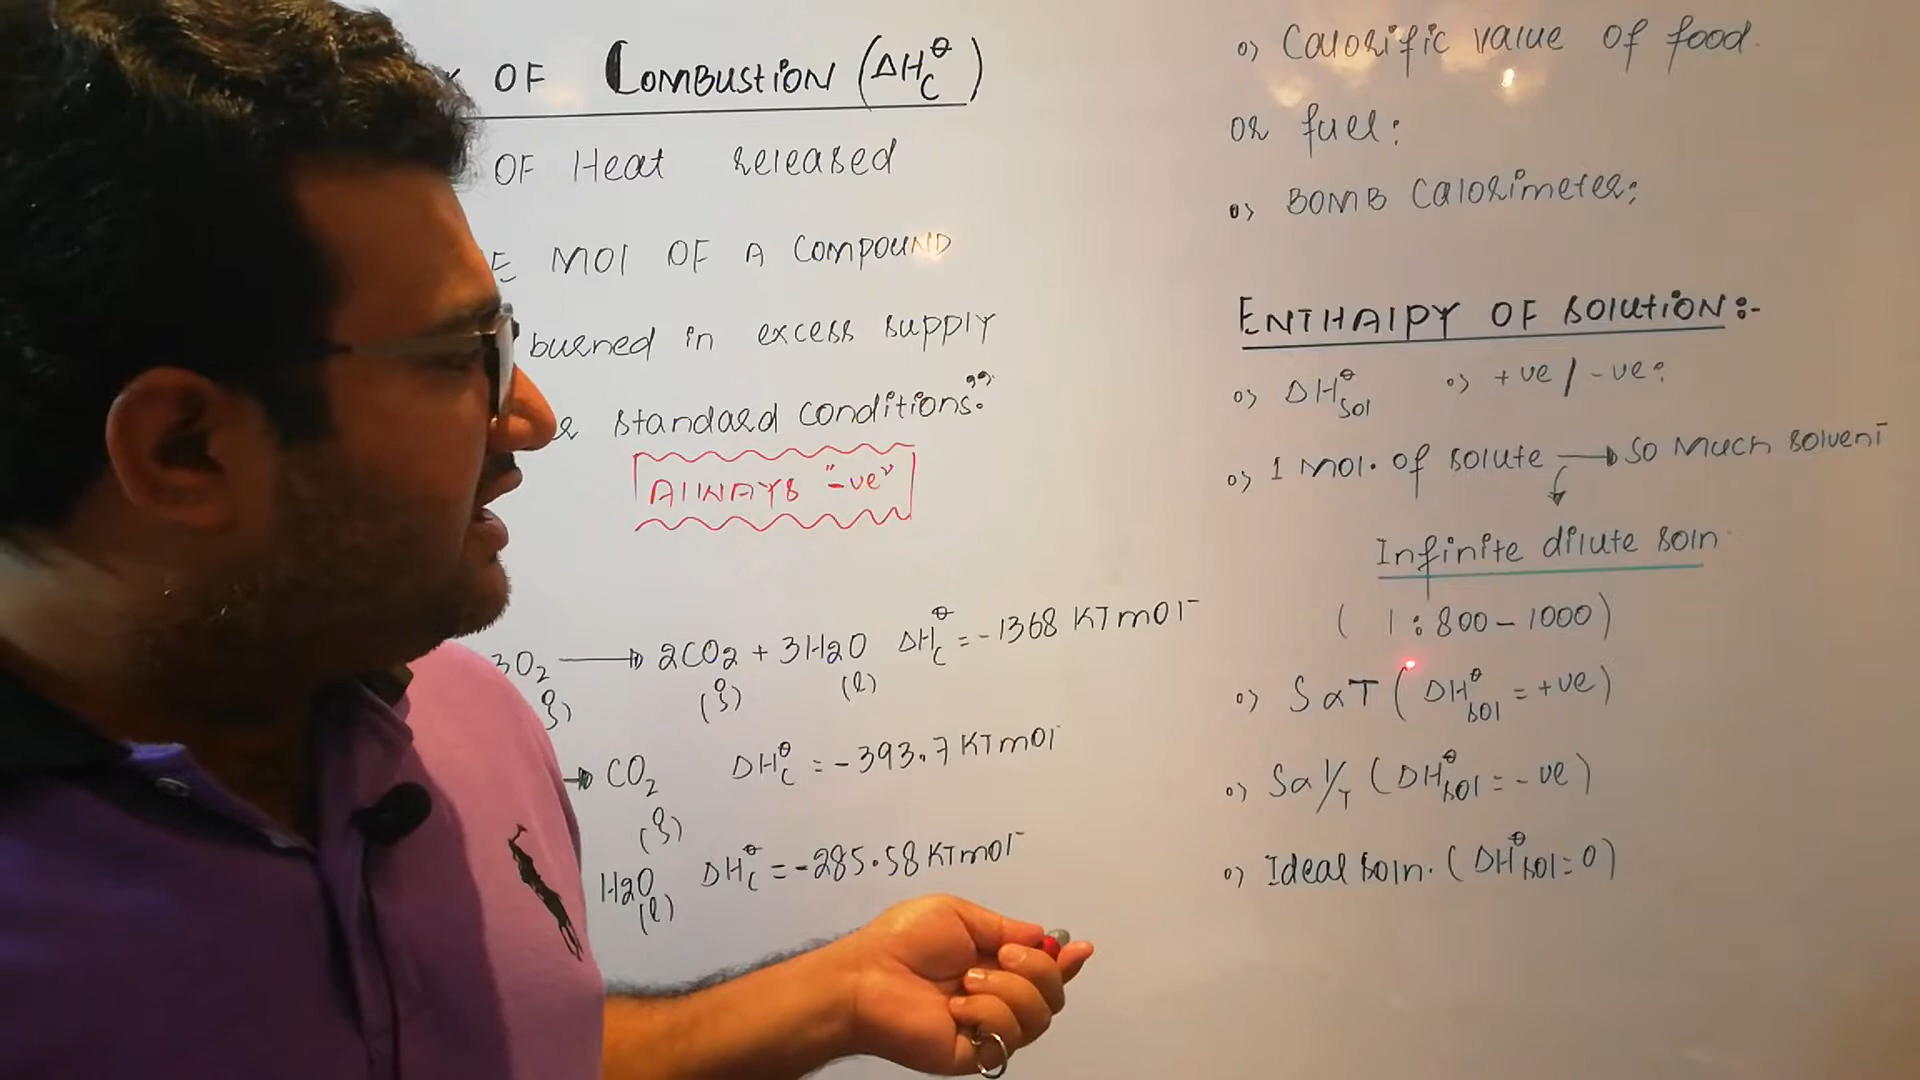 OF COMBUSTION (ΔH°C)
OF Heat released
MOl OF A COMPOUND
burned in excess supply
standard conditions."
AlWAYS "-ve"
3O2 → 2CO2 + 3H2O ΔH°C = -1368 KJmol-
(g) (g) (l)
→ CO2 ΔH°C = -393.7 KJmol-
(g)
H2O ΔH°C = -285.58 KJmol-
(l)
o) Calorific value of food.
or fuel:
o) BOMB Calorimeter;
ENTHAlPY OF SOlUTION:-
o) ΔH°sol o) +ve / -ve:
o) 1 Mol. of solute → so much solvent
Infinite dilute soln
( 1 : 800 - 1000 )
o) S α T ( ΔH°sol = +ve )
o) S α 1/T ( ΔH°sol = -ve )
o) Ideal soln. ( ΔH°sol = 0 )